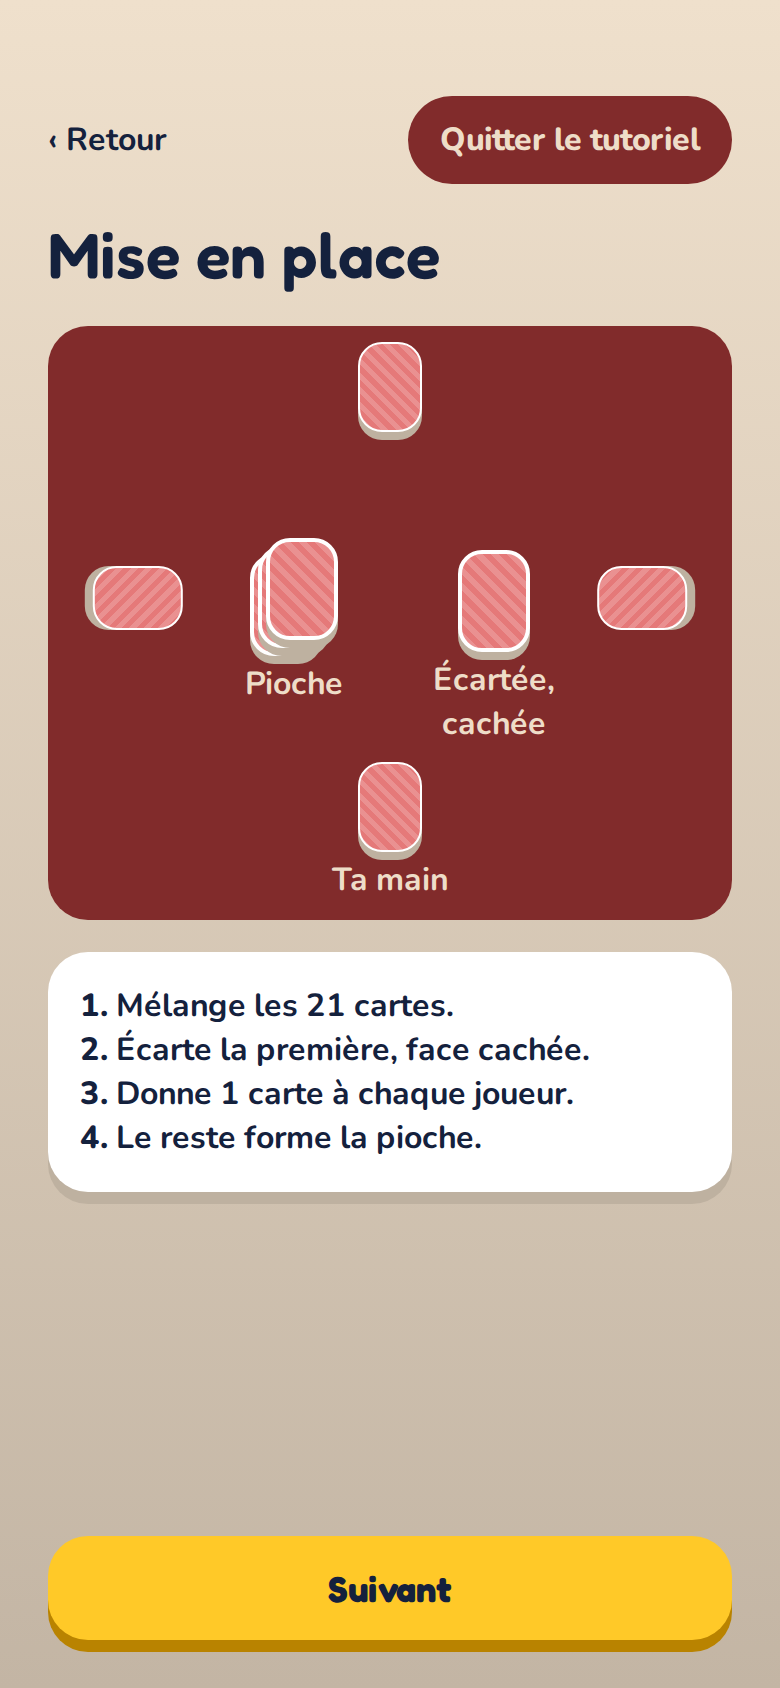 ‹ Retour
Quitter le tutoriel
Mise en place
Pioche
Écartée,
cachée
Ta main
1. Mélange les 21 cartes.
2. Écarte la première, face cachée.
3. Donne 1 carte à chaque joueur.
4. Le reste forme la pioche.
Suivant